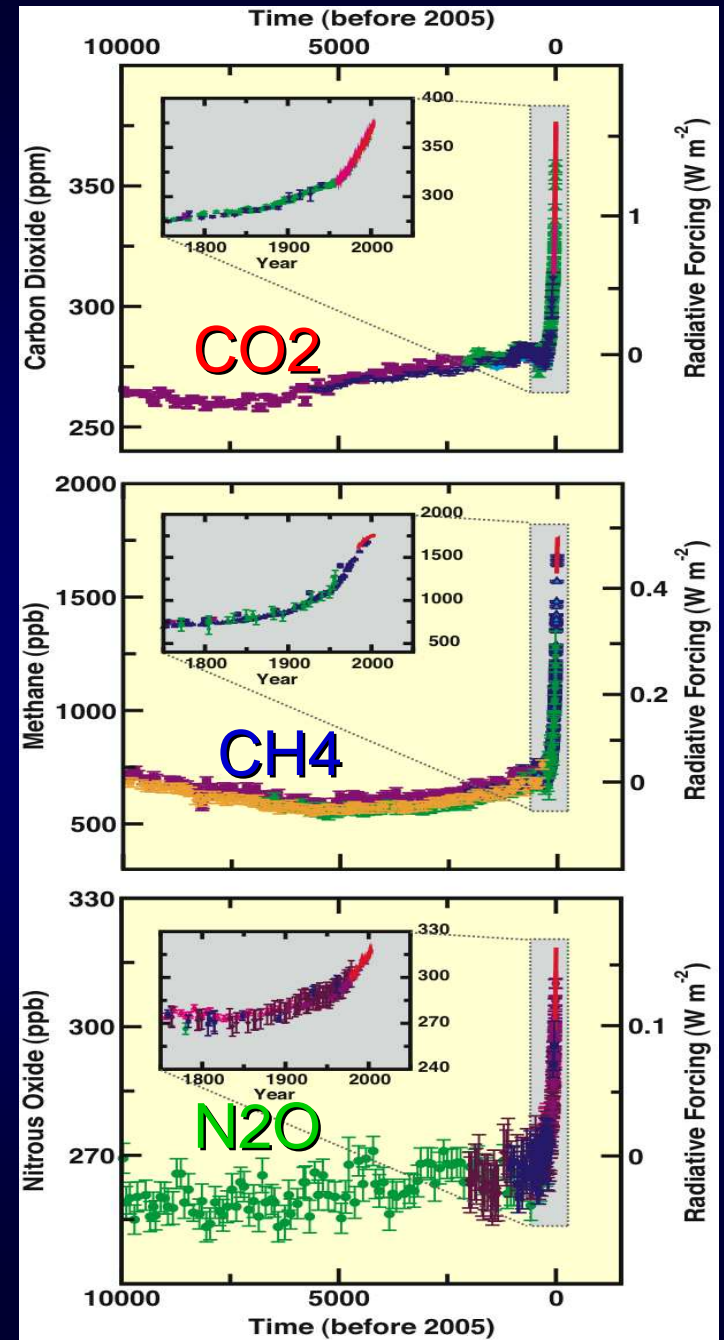 Time (before 2005)
10000 5000 0
Carbon Dioxide (ppm)
350
300
250
400
350
300
1800 1900 2000
Year
CO2
1
0
Radiative Forcing (W m-2)
Methane (ppb)
2000
1500
1000
500
2000
1500
1000
500
1800 1900 2000
Year
CH4
0.4
0.2
0
Radiative Forcing (W m-2)
Nitrous Oxide (ppb)
330
300
270
330
300
270
240
1800 1900 2000
Year
N2O
0.1
0
Radiative Forcing (W m-2)
10000 5000 0
Time (before 2005)